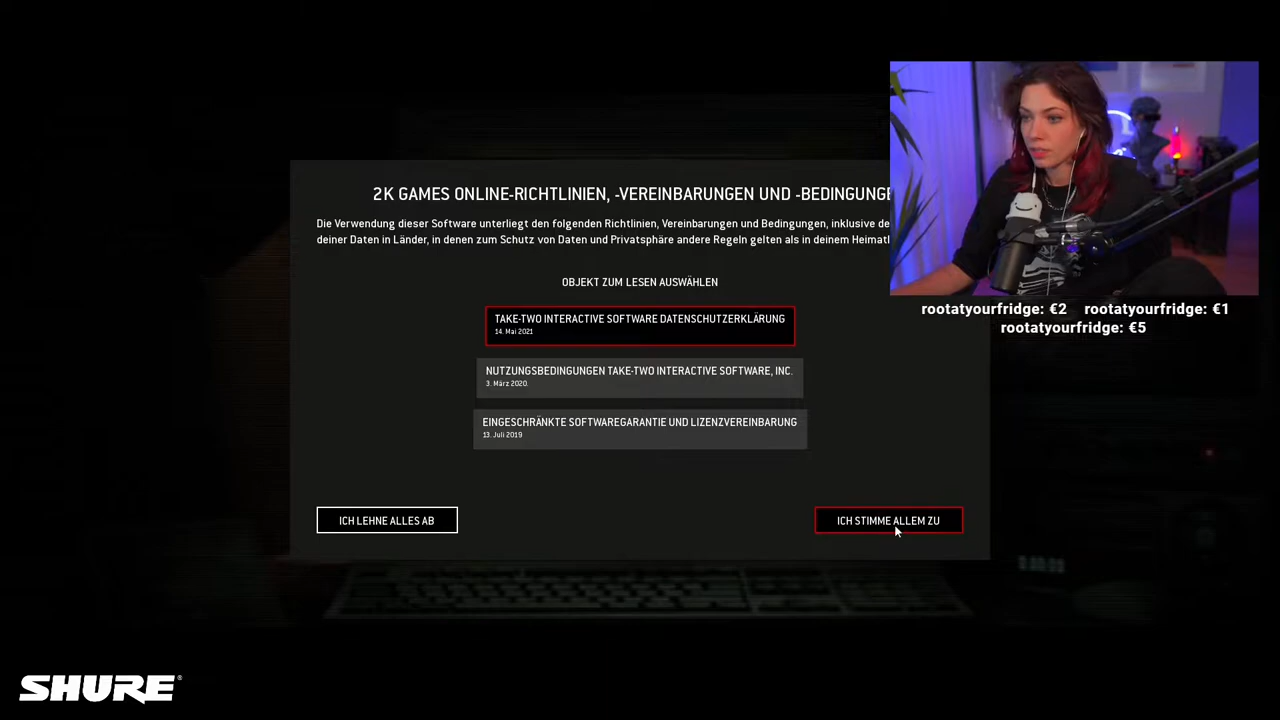 2K GAMES ONLINE-RICHTLINIEN, -VEREINBARUNGEN UND -BEDINGUNGE
Die Verwendung dieser Software unterliegt den folgenden Richtlinien, Vereinbarungen und Bedingungen, inklusive de
deiner Daten in Länder, in denen zum Schutz von Daten und Privatsphäre andere Regeln gelten als in deinem Heimatl
OBJEKT ZUM LESEN AUSWÄHLEN
TAKE-TWO INTERACTIVE SOFTWARE DATENSCHUTZERKLÄRUNG
14. Mai 2021
NUTZUNGSBEDINGUNGEN TAKE-TWO INTERACTIVE SOFTWARE, INC.
3. März 2020.
EINGESCHRÄNKTE SOFTWAREGARANTIE UND LIZENZVEREINBARUNG
13. Juli 2019
ICH LEHNE ALLES AB
ICH STIMME ALLEM ZU
rootatyourfridge: €2 rootatyourfridge: €1
rootatyourfridge: €5
SHURE®